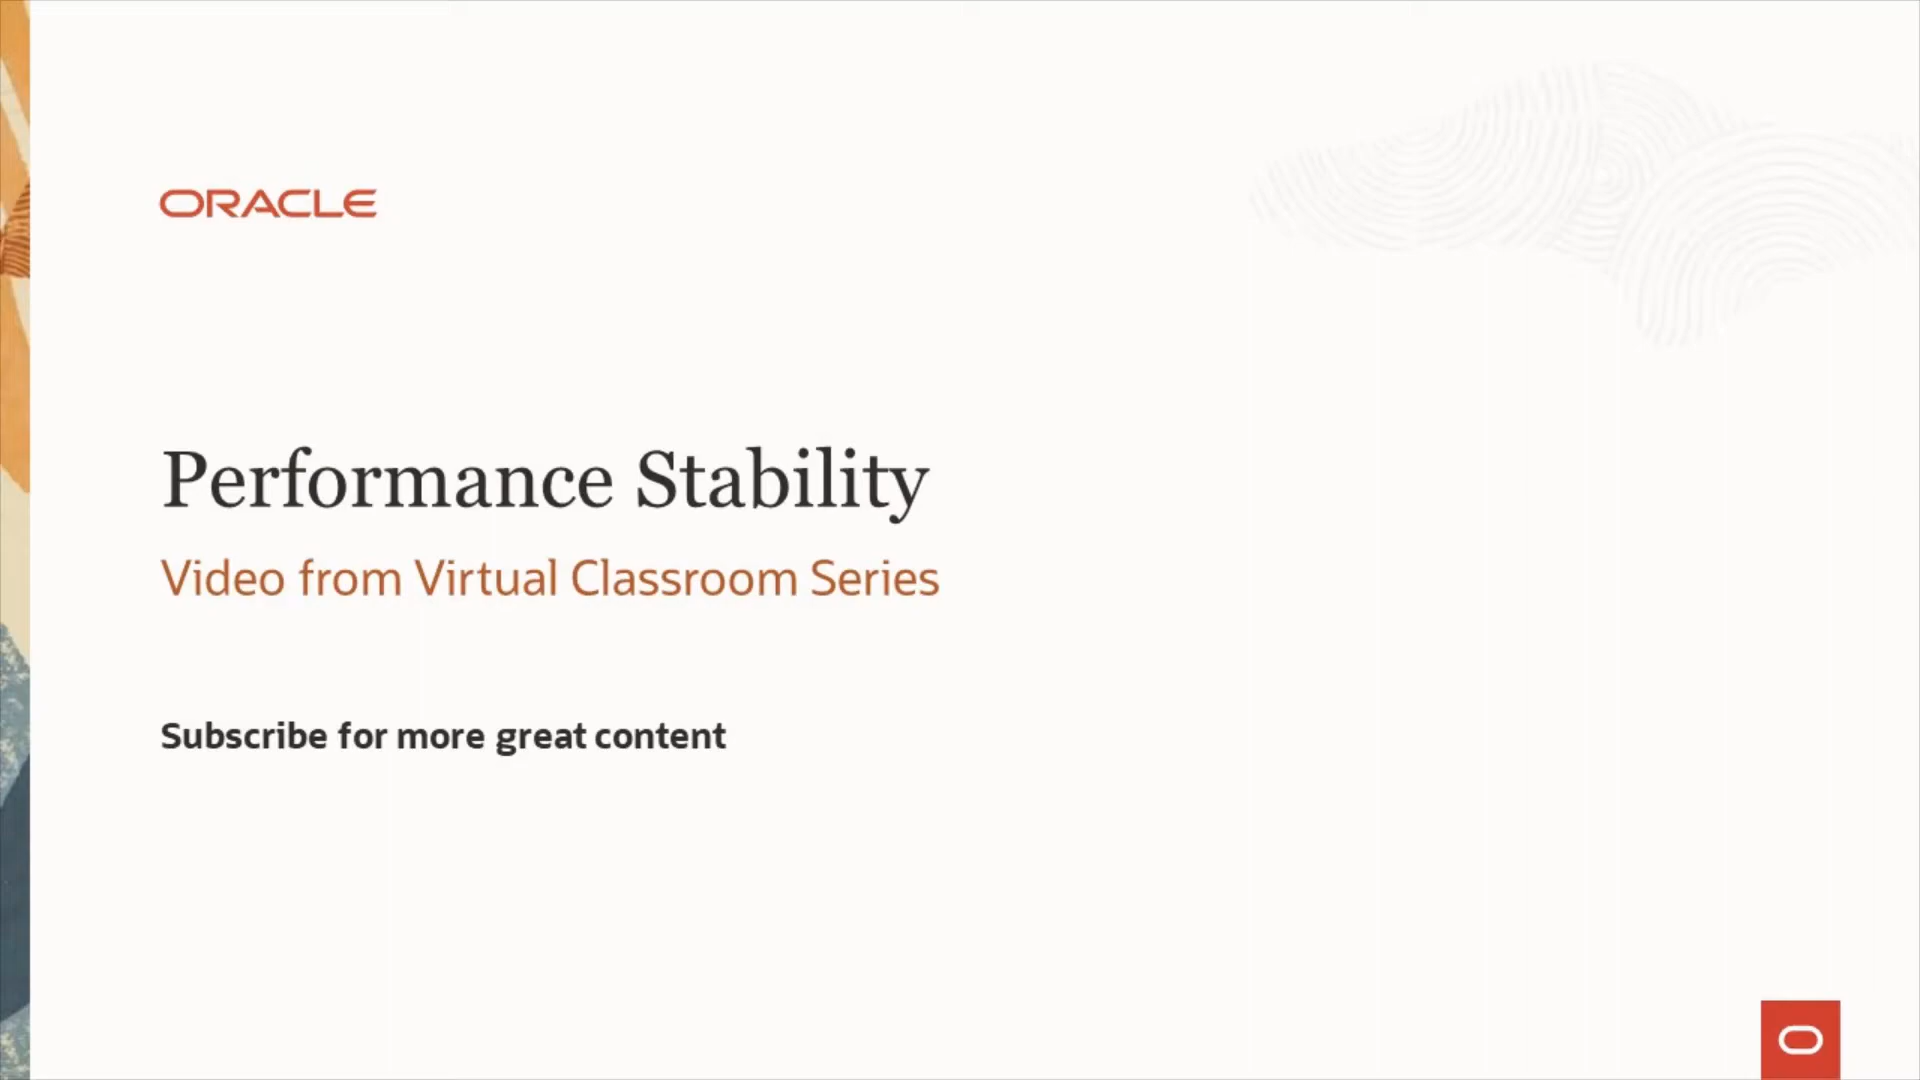 ORACLE
Performance Stability
Video from Virtual Classroom Series
Subscribe for more great content